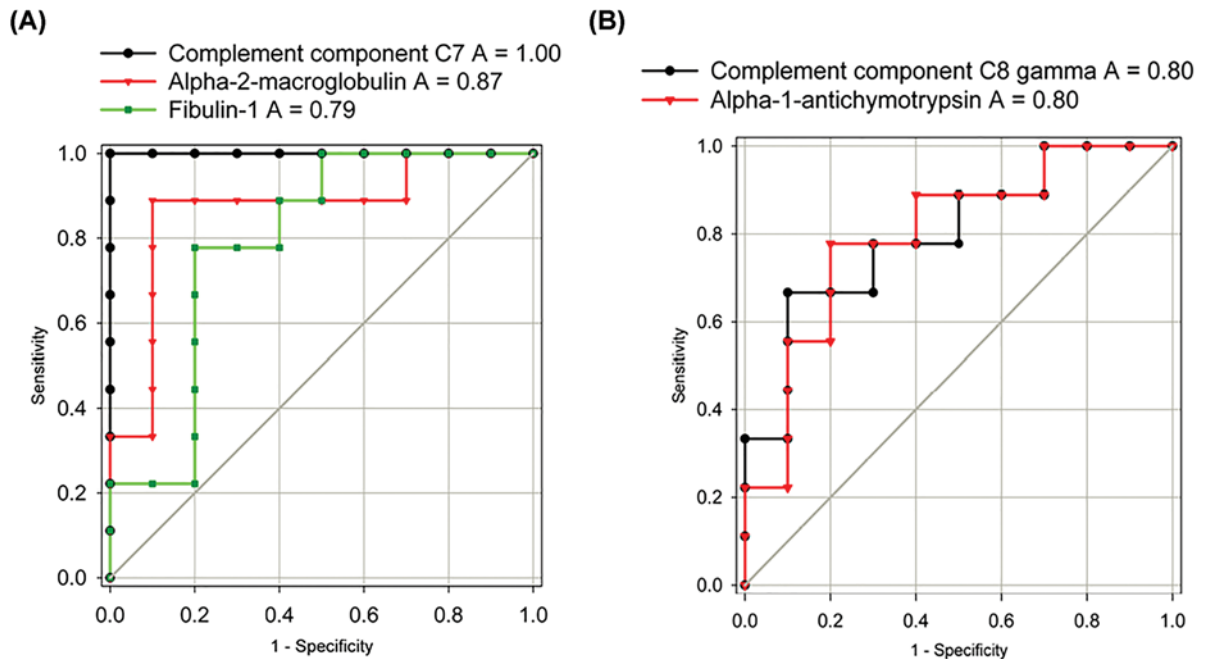 (A)
Complement component C7 A = 1.00
Alpha-2-macroglobulin A = 0.87
Fibulin-1 A = 0.79
1.0
0.8
0.6
0.4
0.2
0.0
Sensitivity
0.0 0.2 0.4 0.6 0.8 1.0
1 - Specificity
(B)
Complement component C8 gamma A = 0.80
Alpha-1-antichymotrypsin A = 0.80
1.0
0.8
0.6
0.4
0.2
0.0
Sensitivity
0.0 0.2 0.4 0.6 0.8 1.0
1 - Specificity